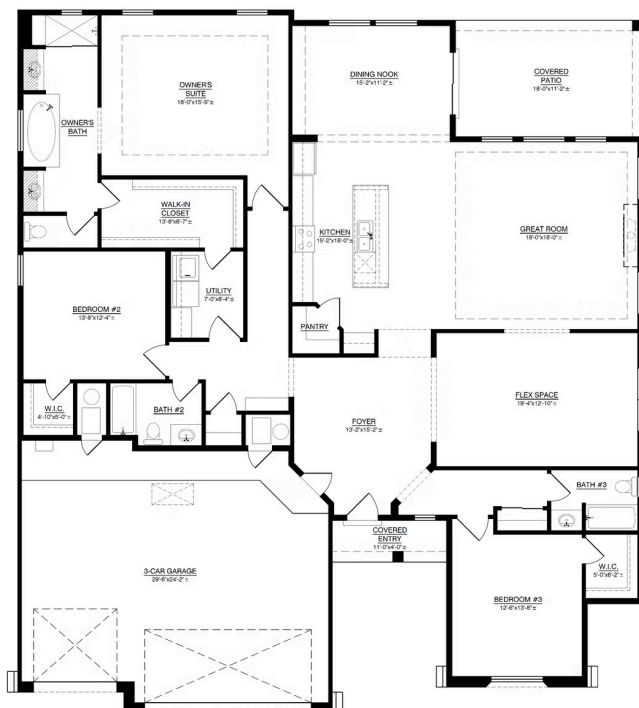 OWNER'S
SUITE
18'-0"x15'-5"±
DINING NOOK
15'-2"x11'-2"±
COVERED
PATIO
18'-0"x11'-2"±
OWNER'S
BATH
WALK-IN
CLOSET
13'-8"x6'-7"±
KITCHEN
15'-2"x18'-0"±
GREAT ROOM
18'-0"x18'-0"±
UTILITY
7'-0"x8'-4"±
BEDROOM #2
13'-8"x12'-4"±
PANTRY
FLEX SPACE
19'-4"x12'-10"±
W.I.C.
4'-10"x5'-0"±
BATH #2
FOYER
13'-2"x15'-2"±
BATH #3
COVERED
ENTRY
11'-0"x4'-0"±
3-CAR GARAGE
29'-6"x24'-2"±
W.I.C.
5'-0"x6'-2"±
BEDROOM #3
12'-6"x13'-8"±